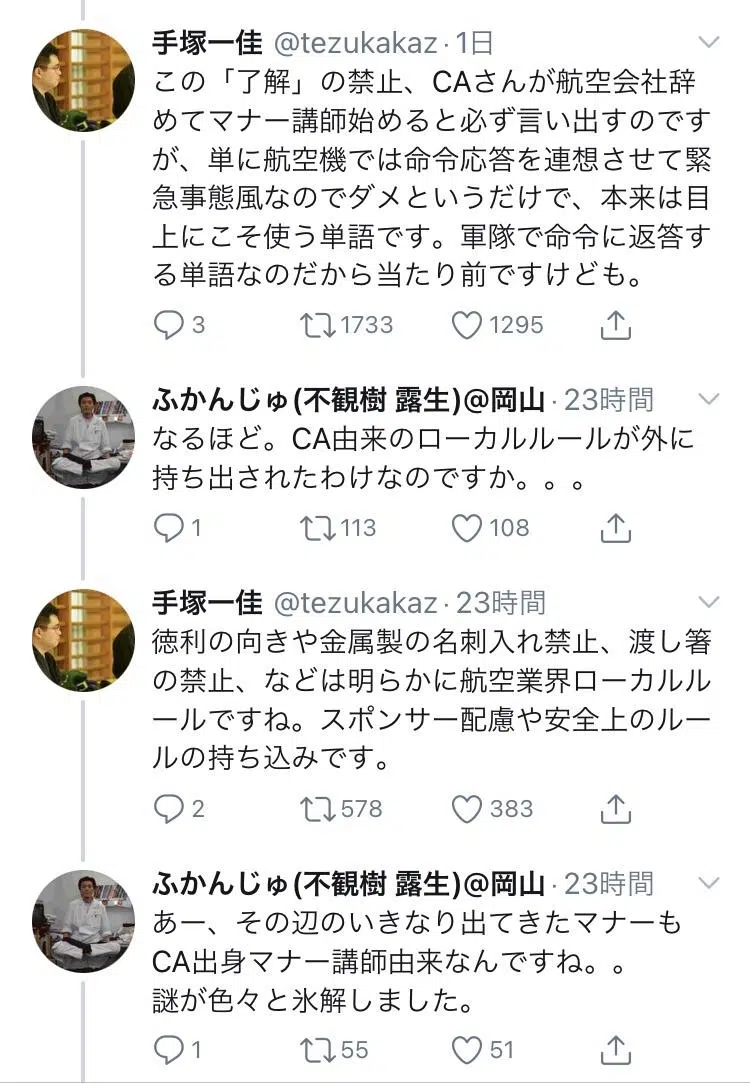 手塚一佳 @tezukakaz · 1日
この「了解」の禁止、CAさんが航空会社辞
めてマナー講師始めると必ず言い出すのです
が、単に航空機では命令応答を連想させて緊
急事態風なのでダメというだけで、本来は目
上にこそ使う単語です。軍隊で命令に返答す
る単語なのだから当たり前ですけども。
3 1733 1295
ふかんじゅ(不観樹 露生)@岡山 · 23時間
なるほど。CA由来のローカルルールが外に
持ち出されたわけなのですか。。。
1 113 108
手塚一佳 @tezukakaz · 23時間
徳利の向きや金属製の名刺入れ禁止、渡し箸
の禁止、などは明らかに航空業界ローカルル
ールですね。スポンサー配慮や安全上のルー
ルの持ち込みです。
2 578 383
ふかんじゅ(不観樹 露生)@岡山 · 23時間
あー、その辺のいきなり出てきたマナーも
CA出身マナー講師由来なんですね。。
謎が色々と氷解しました。
1 55 51